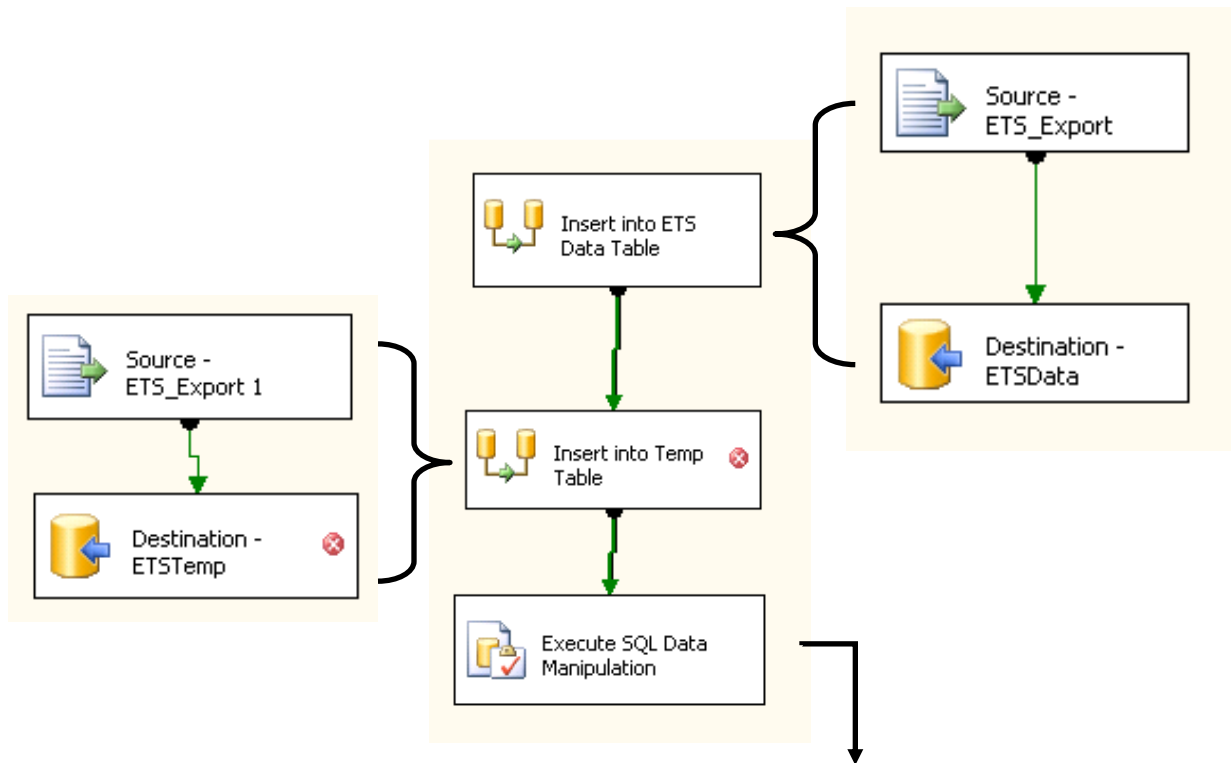 Source -
ETS_Export
Insert into ETS
Data Table
Destination -
ETSData
Source -
ETS_Export 1
Insert into Temp
Table
Destination -
ETSTemp
Execute SQL Data
Manipulation